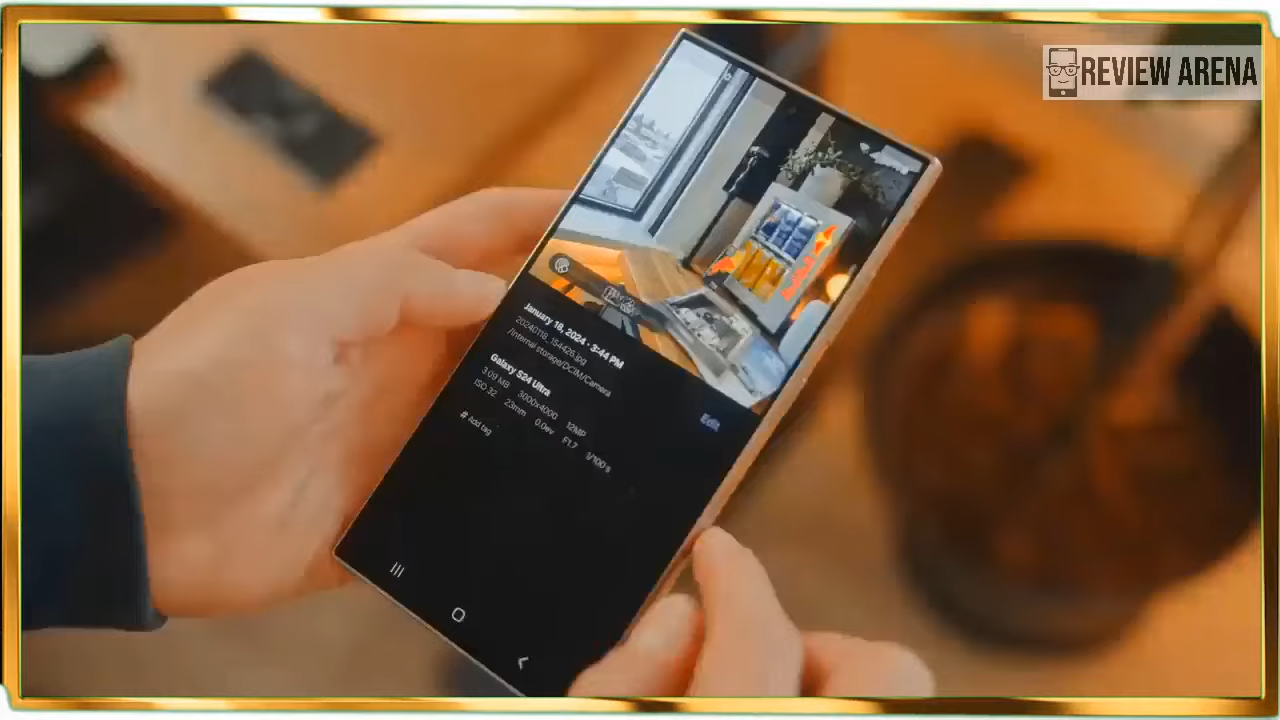 REVIEW ARENA
January 18, 2024 · 3:44 PM
20240118_154426.jpg
/Internal storage/DCIM/Camera
Galaxy S24 Ultra
3.09 MB 3000x4000 12MP
ISO 32 23mm 0.0ev F1.7 1/100 s
# Add tag
Edit